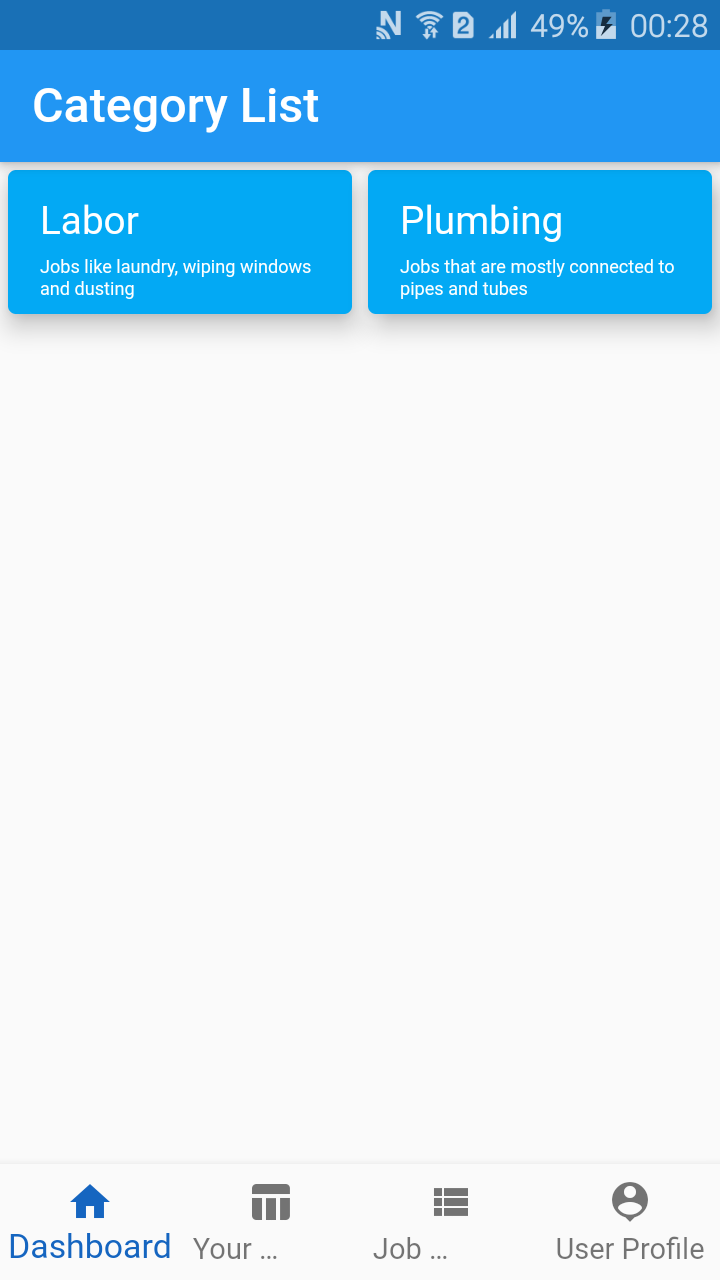 49% 00:28
Category List
Labor
Jobs like laundry, wiping windows
and dusting
Plumbing
Jobs that are mostly connected to
pipes and tubes
Dashboard
Your ...
Job ...
User Profile